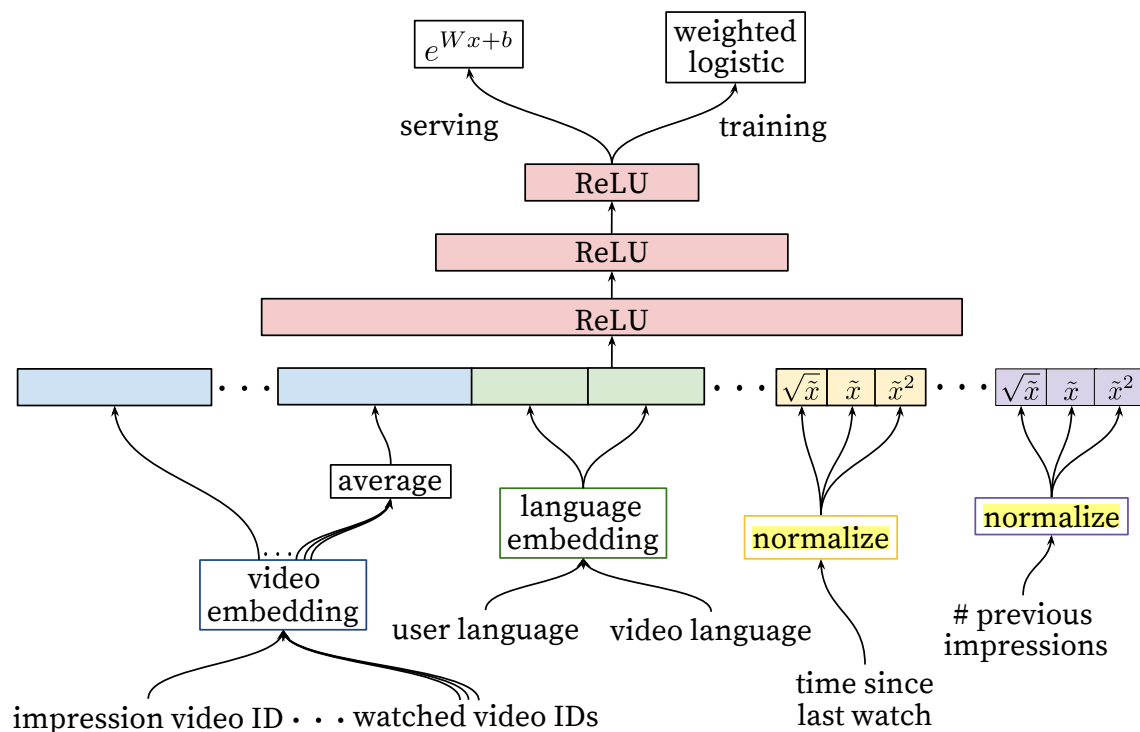 e^{Wx+b}
weighted
logistic
serving
training
ReLU
ReLU
ReLU
. . .
. . .
√x̃ x̃ x̃²
. . .
√x̃ x̃ x̃²
average
language
embedding
normalize
normalize
. . . .
video
embedding
user language
video language
# previous
impressions
time since
last watch
impression video ID . . . watched video IDs